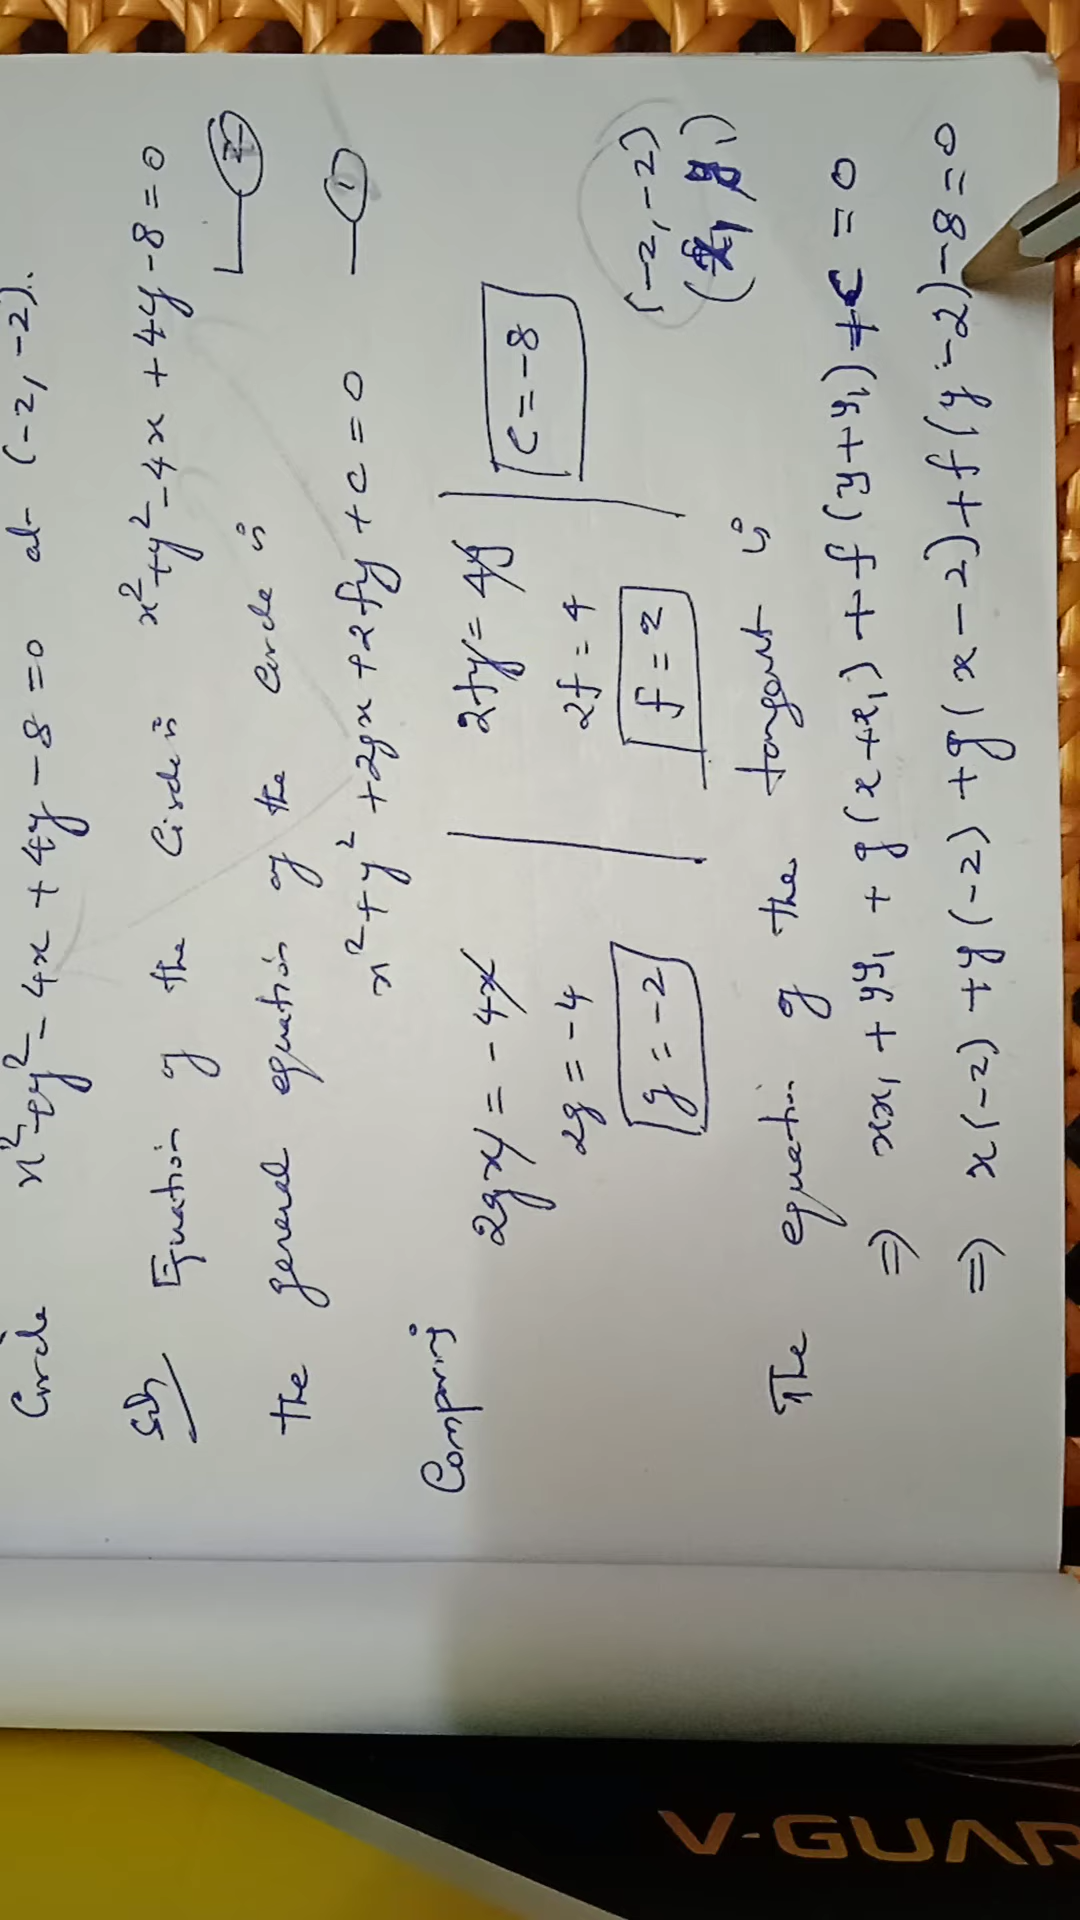 Circle x²+y²-4x+4y-8=0 at (-2,-2).
Soln Equation of the Circle is x²+y²-4x+4y-8=0
2
the general equation of the circle is
x²+y²+2gx+2fy+c=0
1
Comparing
2gx=-4x 2fy=4y c=-8
2g=-4 2f=4
g=-2 f=2
(-2,-2)
(x₁ y₁)
The equation of the tangent is
⇒ xx₁+yy₁+g(x+x₁)+f(y+y₁)+c=0
⇒ x(-2)+y(-2)+g(x-2)+f(y-2)-8=0
V-GUAR